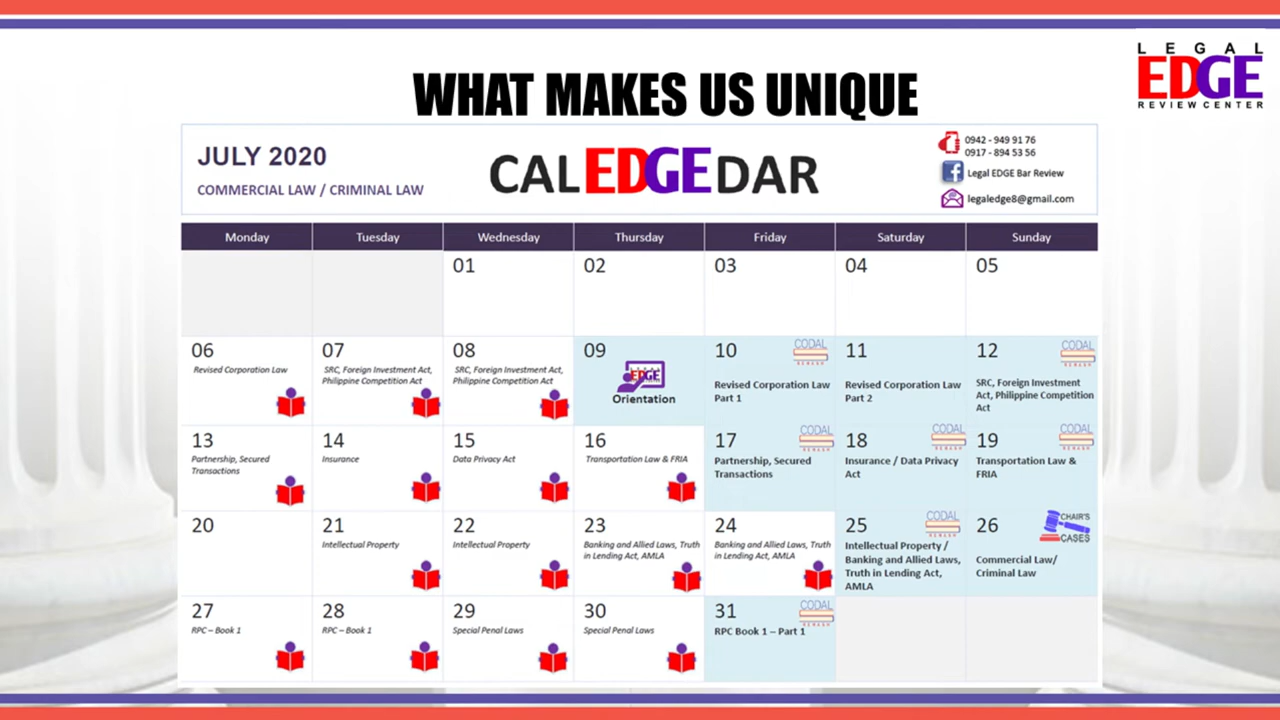 LEGAL
EDGE
REVIEW CENTER
WHAT MAKES US UNIQUE
JULY 2020
COMMERCIAL LAW / CRIMINAL LAW
CALEDGEDAR
0942 - 949 91 76
0917 - 894 53 56
Legal EDGE Bar Review
legaledge8@gmail.com
Monday Tuesday Wednesday Thursday Friday Saturday Sunday
01 02 03 04 05
06
Revised Corporation Law
07
SRC, Foreign Investment Act,
Philippine Competition Act
08
SRC, Foreign Investment Act,
Philippine Competition Act
09
EDGE
Orientation
10
CODAL
Revised Corporation Law
Part 1
11
Revised Corporation Law
Part 2
12
CODAL
SRC, Foreign Investment
Act, Philippine Competition
Act
13
Partnership, Secured
Transactions
14
Insurance
15
Data Privacy Act
16
Transportation Law & FRIA
17
CODAL
Partnership, Secured
Transactions
18
CODAL
Insurance / Data Privacy
Act
19
CODAL
Transportation Law &
FRIA
20
21
Intellectual Property
22
Intellectual Property
23
Banking and Allied Laws, Truth
in Lending Act, AMLA
24
Banking and Allied Laws, Truth
in Lending Act, AMLA
25
CODAL
Intellectual Property /
Banking and Allied Laws,
Truth in Lending Act,
AMLA
26
CHAIR'S
CASES
Commercial Law/
Criminal Law
27
RPC – Book 1
28
RPC – Book 1
29
Special Penal Laws
30
Special Penal Laws
31
CODAL
RPC Book 1 – Part 1